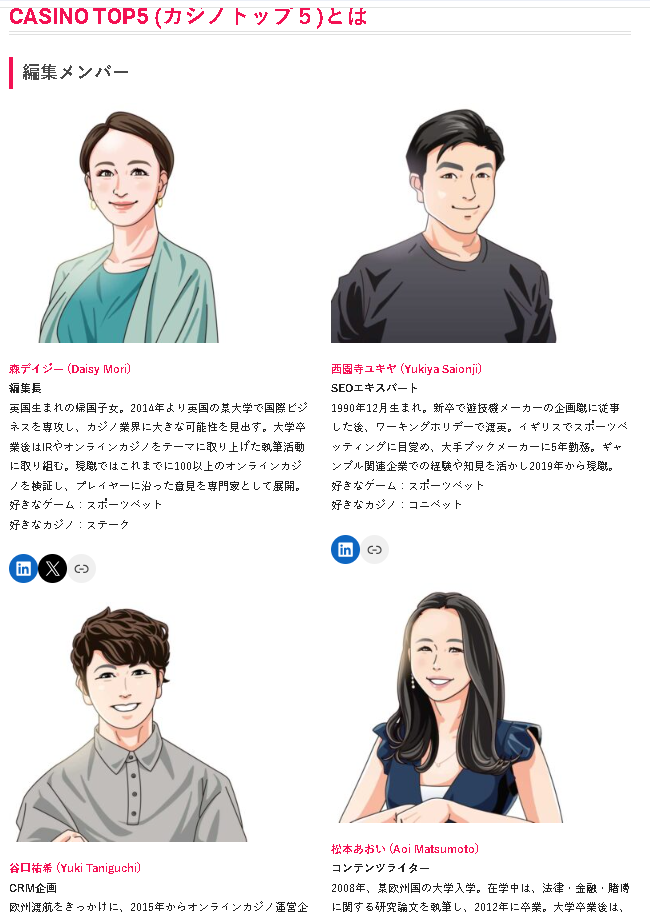 CASINO TOP5 (カジノトップ５)とは
編集メンバー
森デイジー (Daisy Mori)
編集長
英国生まれの帰国子女。2014年より英国の某大学で国際ビジ
ネスを専攻し、カジノ業界に大きな可能性を見出す。大学卒
業後はIRやオンラインカジノをテーマに取り上げた執筆活動
に取り組む。現職ではこれまでに100以上のオンラインカジ
ノを検証し、プレイヤーに沿った意見を専門家として展開。
好きなゲーム：スポーツベット
好きなカジノ：ステーク
西園寺ユキヤ (Yukiya Saionji)
SEOエキスパート
1990年12月生まれ。新卒で遊技機メーカーの企画職に従事
した後、ワーキングホリデーで渡英。イギリスでスポーツベ
ッティングに目覚め、大手ブックメーカーに5年勤務。ギャ
ンブル関連企業での経験や知見を活かし2019年から現職。
好きなゲーム：スポーツベット
好きなカジノ：コニベット
谷口祐希 (Yuki Taniguchi)
CRM企画
欧州渡航をきっかけに、2015年からオンラインカジノ運営企
松本あおい (Aoi Matsumoto)
コンテンツライター
2008年、某欧州国の大学入学。在学中は、法律・金融・賭博
に関する研究論文を執筆し、2012年に卒業。大学卒業後は、